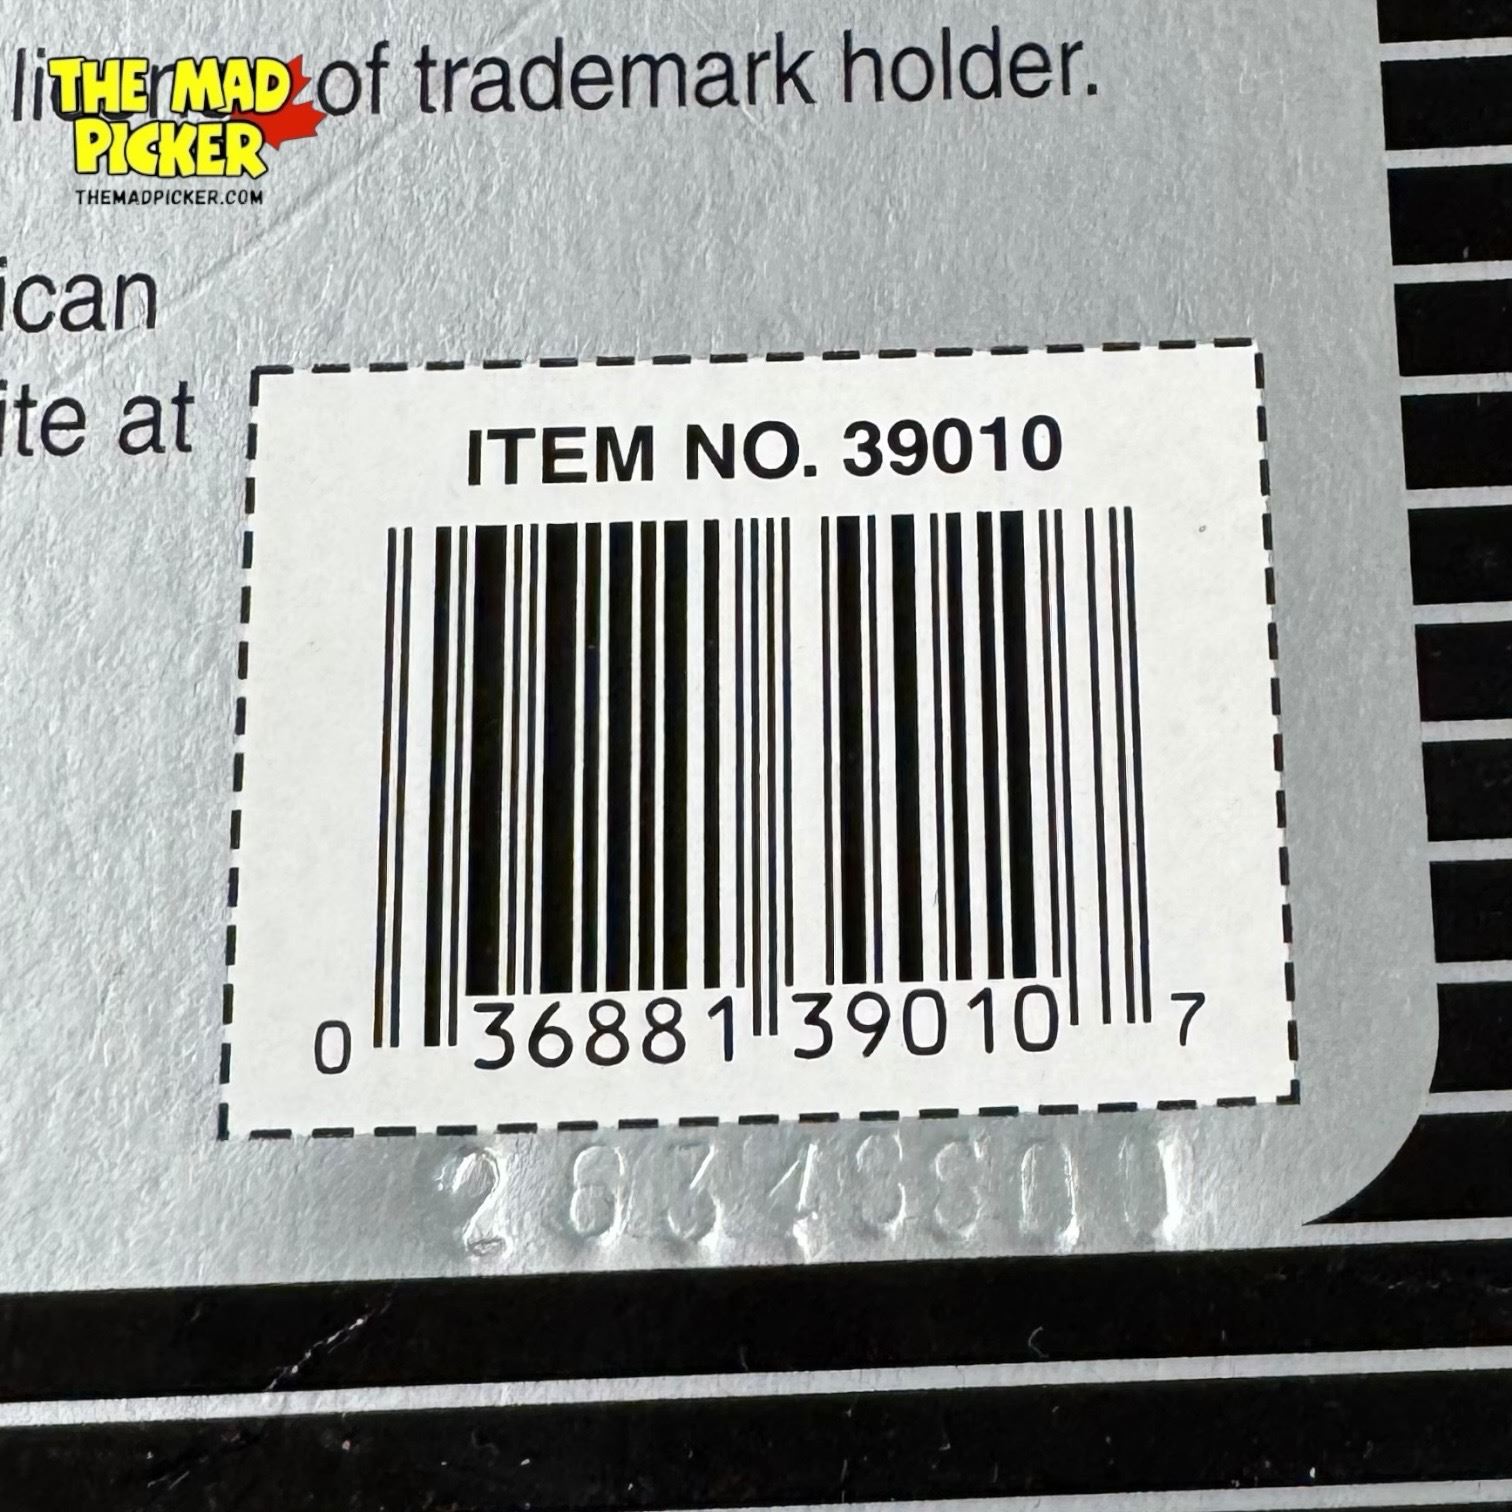 of trademark holder.
THE MAD
PICKER
THEMADPICKER.COM
ican
ite at
ITEM NO. 39010
0 36881 39010 7